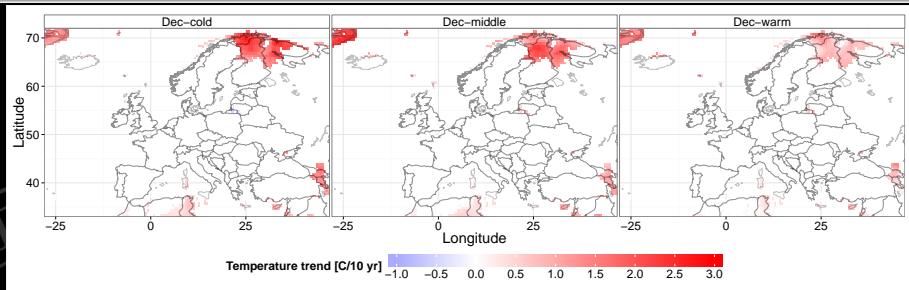 Dec−cold Dec−middle Dec−warm
70
60
50
40
Latitude
−25 0 25 −25 0 25 −25 0 25
Longitude
Temperature trend [C/10 yr] −1.0 −0.5 0.0 0.5 1.0 1.5 2.0 2.5 3.0